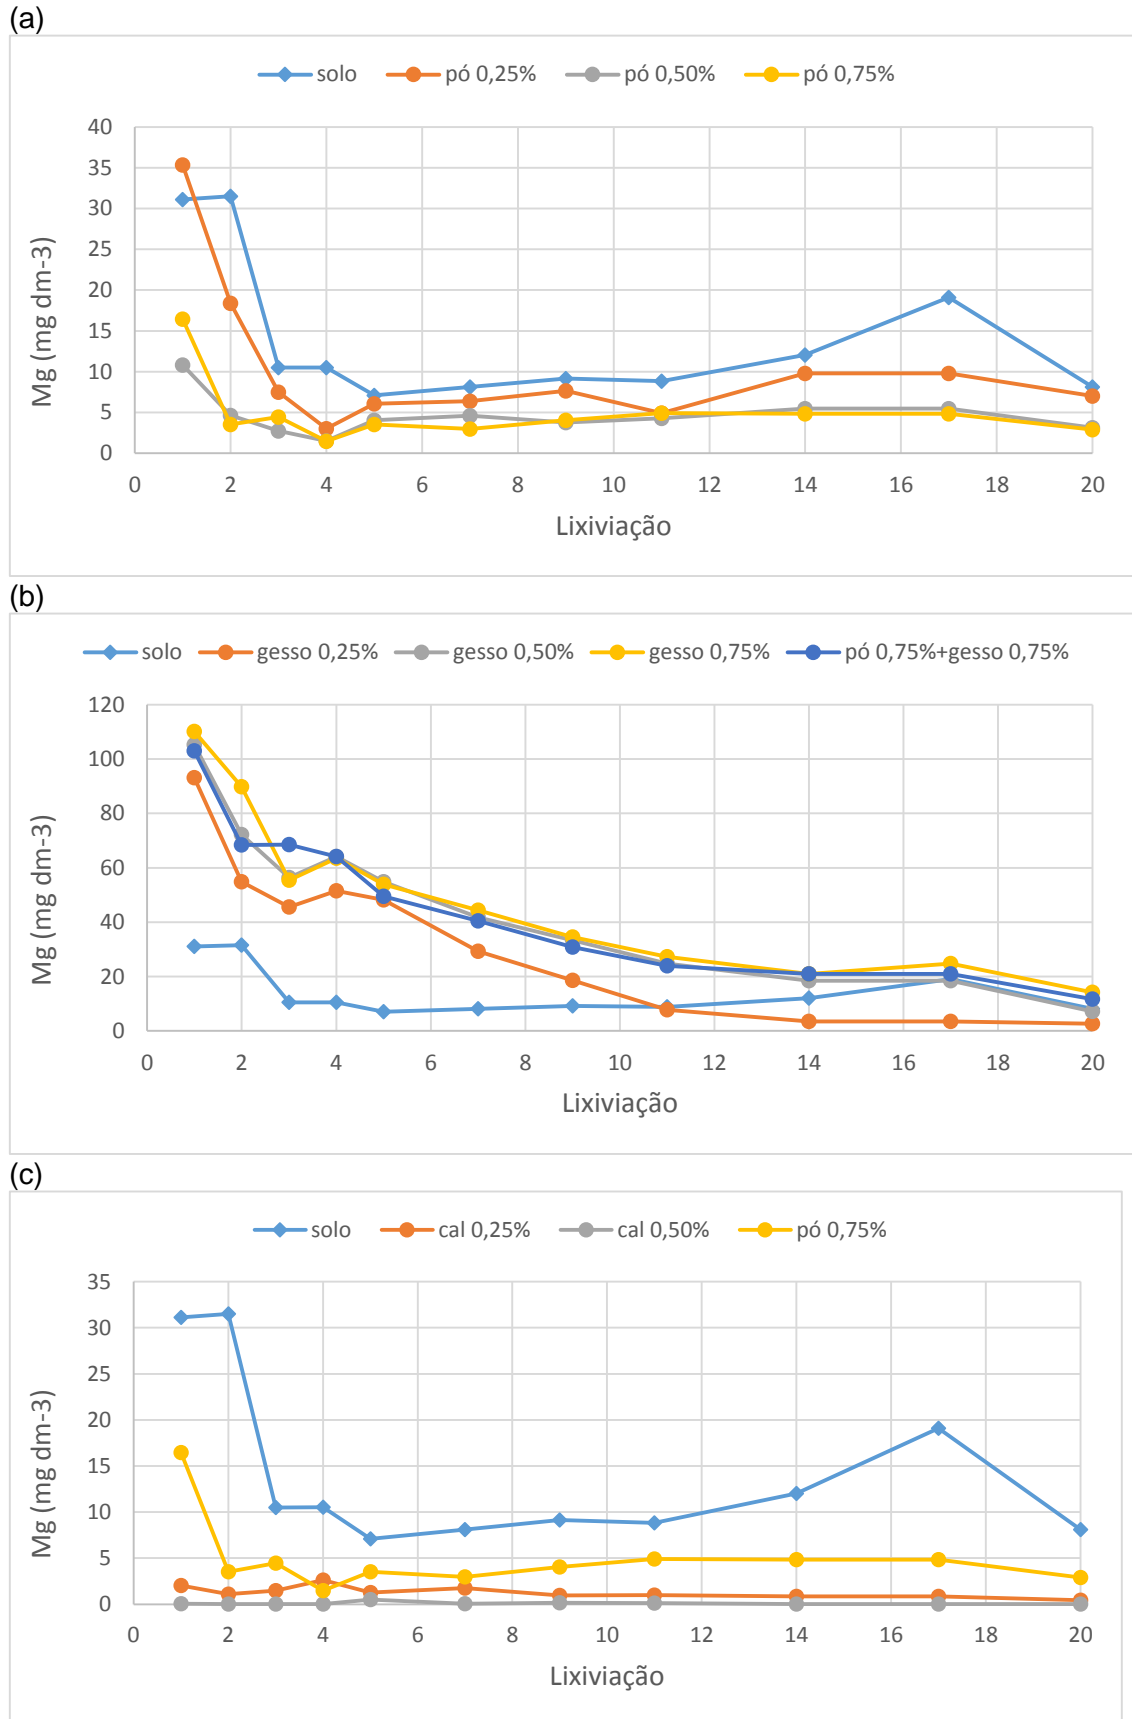 (a)
solo pó 0,25% pó 0,50% pó 0,75%
40
35
30
25
20
15
10
5
0
Mg (mg dm-3)
0 2 4 6 8 10 12 14 16 18 20
Lixiviação
(b)
solo gesso 0,25% gesso 0,50% gesso 0,75% pó 0,75%+gesso 0,75%
120
100
80
60
40
20
0
Mg (mg dm-3)
0 2 4 6 8 10 12 14 16 18 20
Lixiviação
(c)
solo cal 0,25% cal 0,50% pó 0,75%
35
30
25
20
15
10
5
0
Mg (mg dm-3)
0 2 4 6 8 10 12 14 16 18 20
Lixiviação